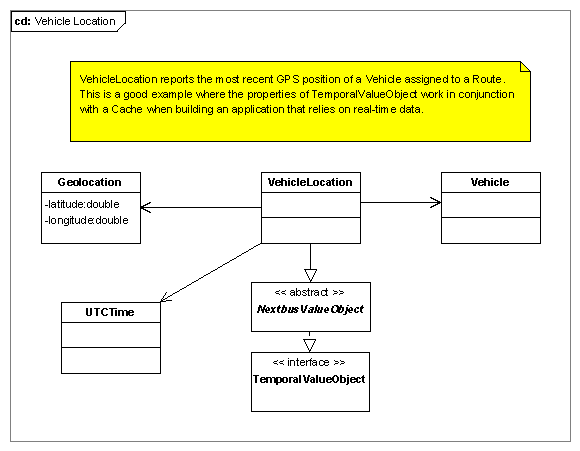 cd: Vehicle Location
VehicleLocation reports the most recent GPS position of a Vehicle assigned to a Route.
This is a good example where the properties of TemporalValueObject work in conjunction
with a Cache when building an application that relies on real-time data.
Geolocation
-latitude:double
-longitude:double
VehicleLocation
Vehicle
UTCTime
<< abstract >>
NextbusValueObject
<< interface >>
TemporalValueObject